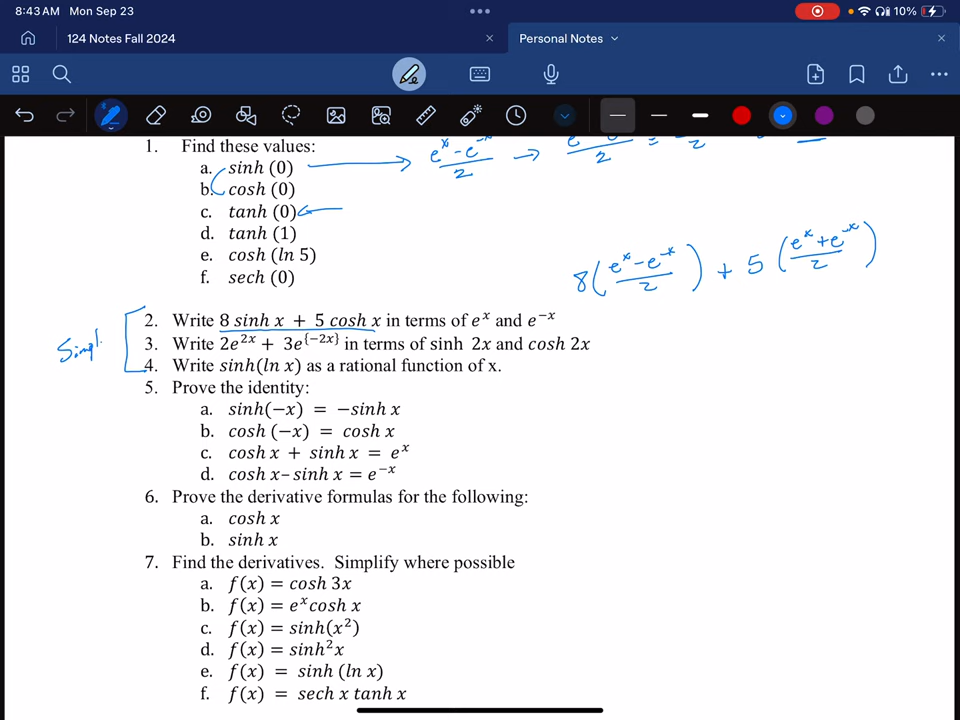 8:43 AM Mon Sep 23
10%
124 Notes Fall 2024
Personal Notes
1. Find these values:
a. sinh (0)
b. cosh (0)
c. tanh (0)
d. tanh (1)
e. cosh (ln 5)
f. sech (0)
e^x - e^-x / 2 →
8(e^x - e^-x / 2) + 5(e^x + e^-x / 2)
Simpl.
2. Write 8 sinh x + 5 cosh x in terms of e^x and e^−x
3. Write 2e^2x + 3e^{−2x} in terms of sinh 2x and cosh 2x
4. Write sinh(ln x) as a rational function of x.
5. Prove the identity:
a. sinh(−x) = −sinh x
b. cosh (−x) = cosh x
c. cosh x + sinh x = e^x
d. cosh x– sinh x = e^−x
6. Prove the derivative formulas for the following:
a. cosh x
b. sinh x
7. Find the derivatives. Simplify where possible
a. f(x) = cosh 3x
b. f(x) = e^x cosh x
c. f(x) = sinh(x²)
d. f(x) = sinh²x
e. f(x) = sinh (ln x)
f. f(x) = sech x tanh x